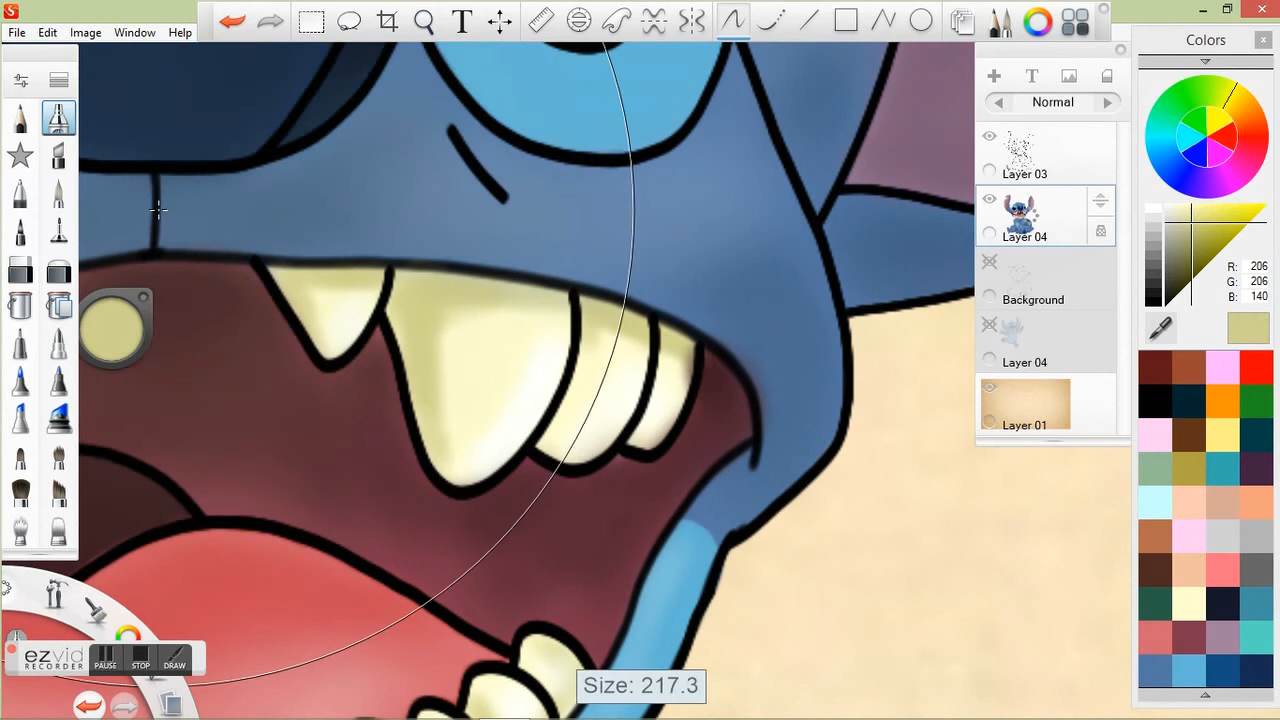 File Edit Image Window Help
T
Colors
T
Normal
Layer 03
Layer 04
Background
Layer 04
Layer 01
R: 206
G: 206
B: 140
ezvid
RECORDER
PAUSE STOP DRAW
Size: 217.3